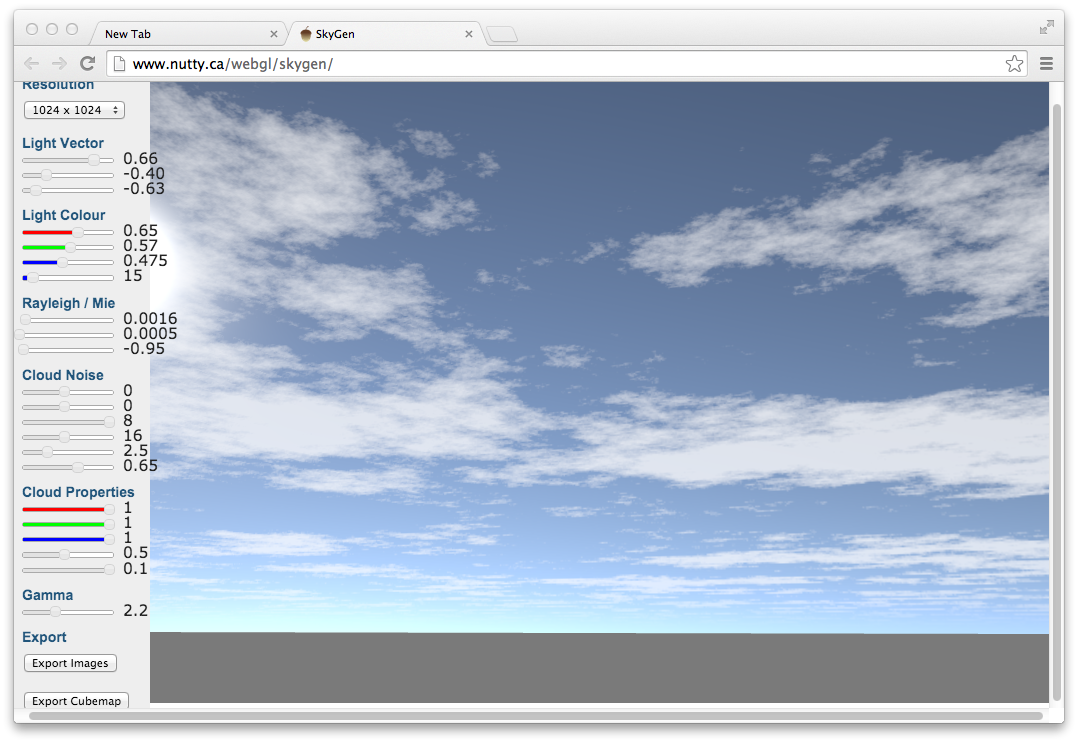 New Tab
SkyGen
www.nutty.ca/webgl/skygen/
Resolution
1024 x 1024
Light Vector
0.66
-0.40
-0.63
Light Colour
0.65
0.57
0.475
15
Rayleigh / Mie
0.0016
0.0005
-0.95
Cloud Noise
0
0
8
16
2.5
0.65
Cloud Properties
1
1
1
0.5
0.1
Gamma
2.2
Export
Export Images
Export Cubemap